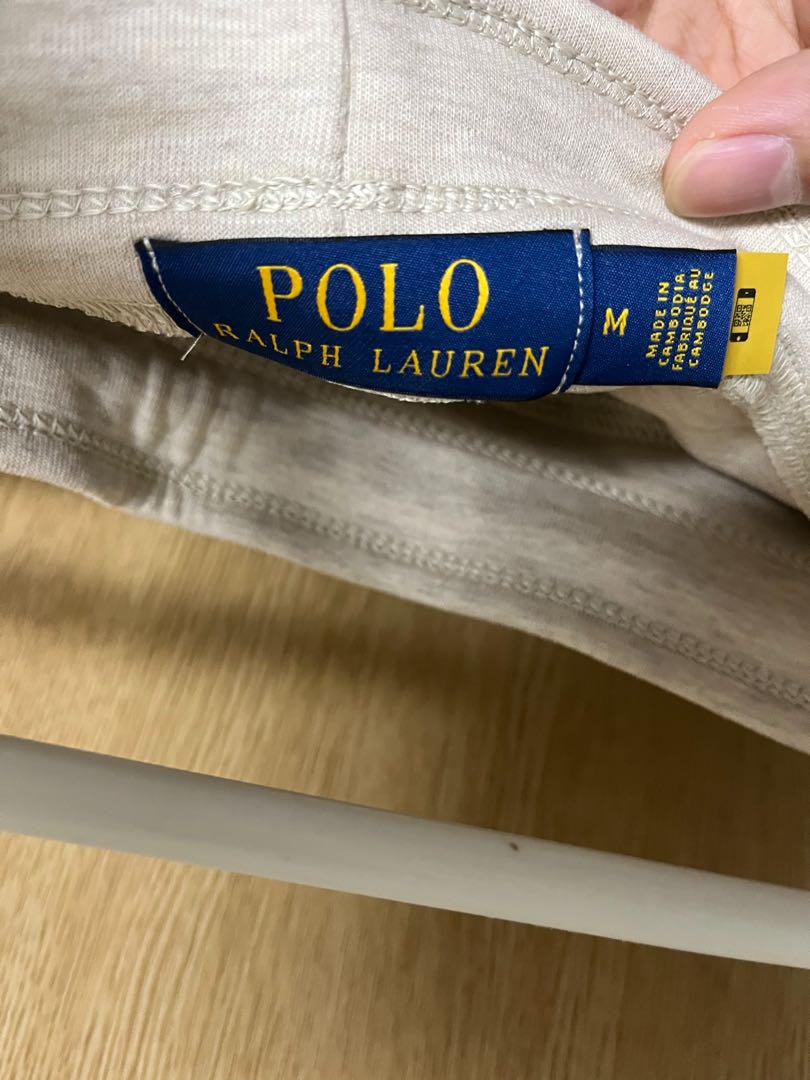 POLO
RALPH LAUREN
M
MADE IN
CAMBODIA
FABRIQUÉ AU
CAMBODGE